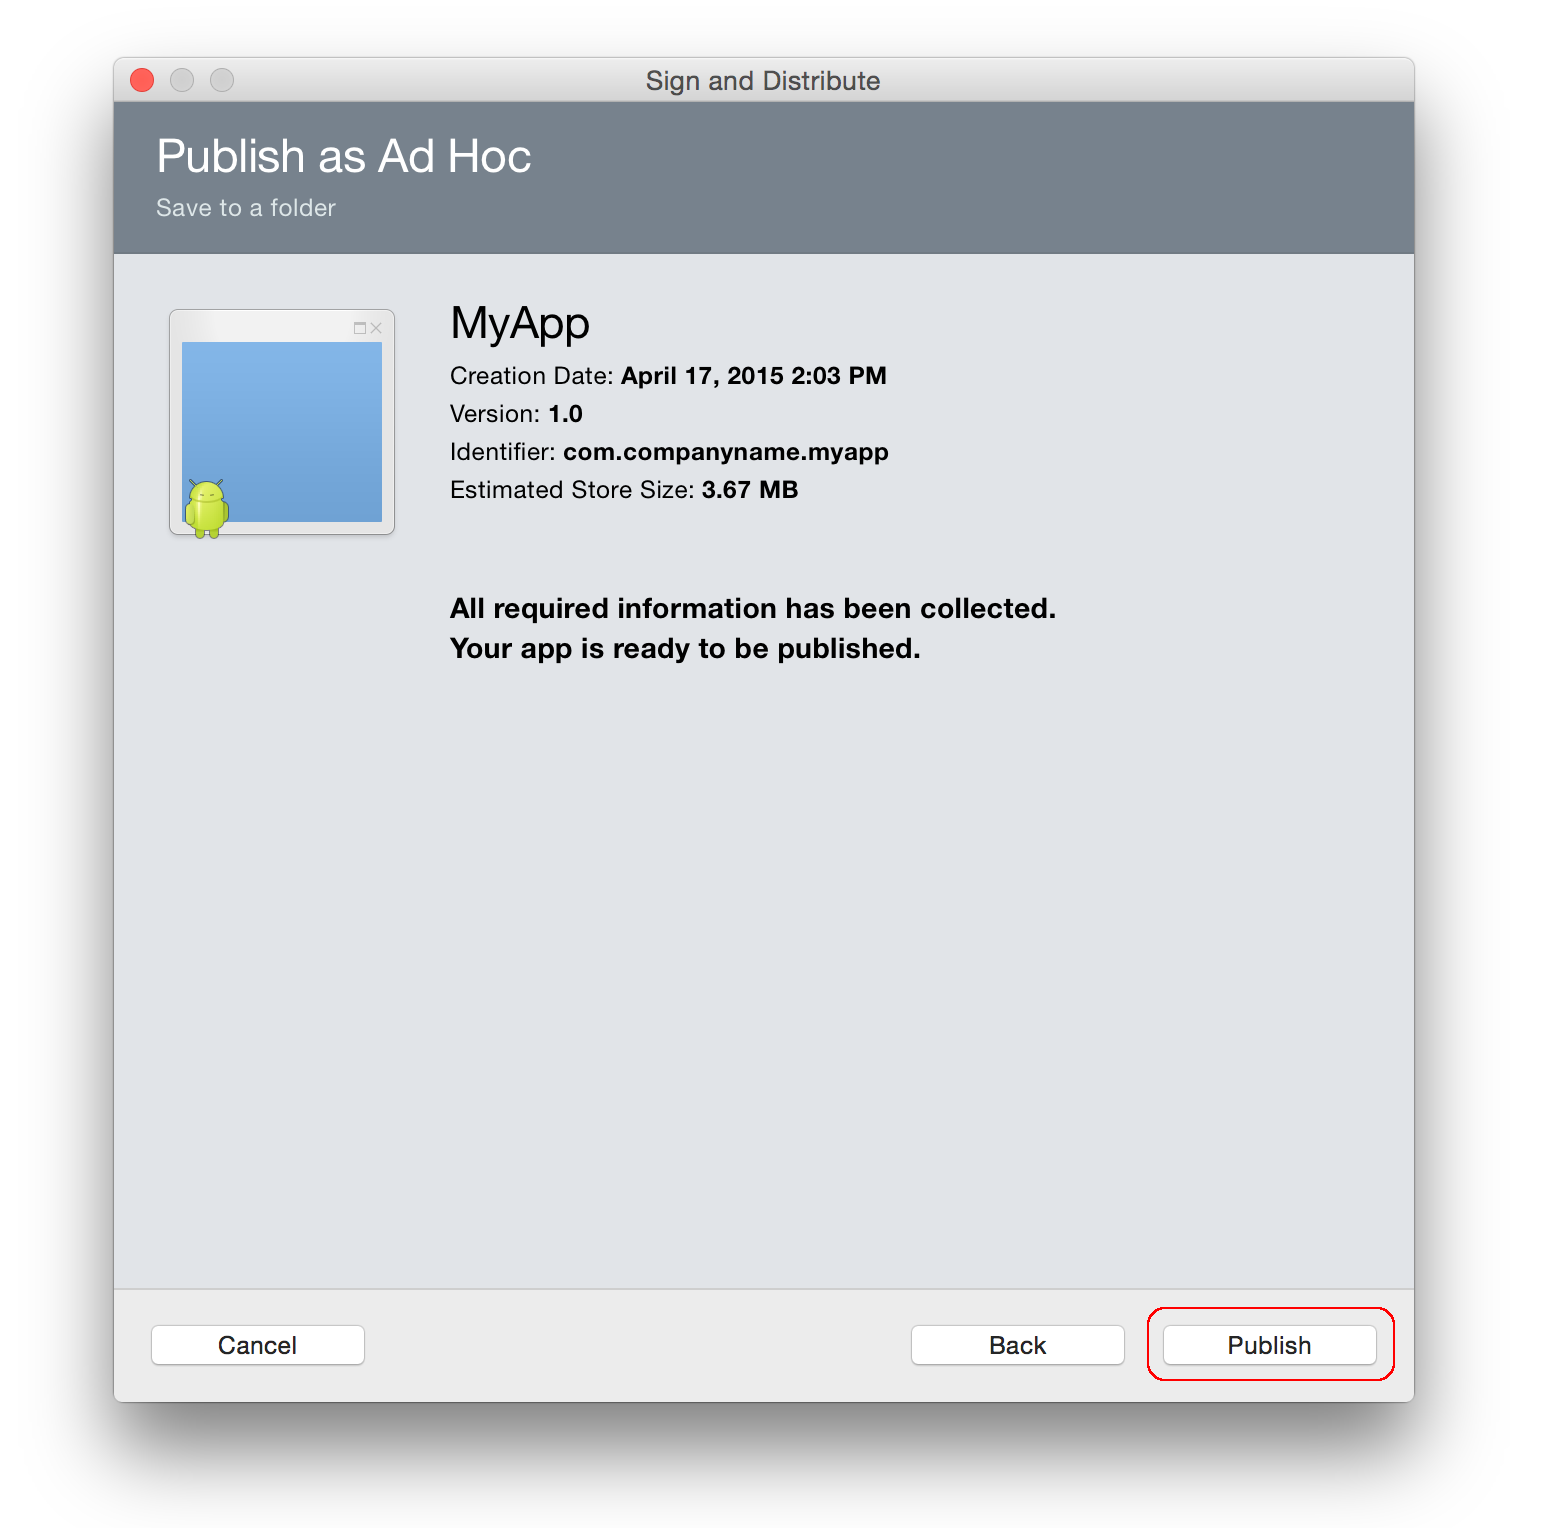 Sign and Distribute
Publish as Ad Hoc
Save to a folder
MyApp
Creation Date: April 17, 2015 2:03 PM
Version: 1.0
Identifier: com.companyname.myapp
Estimated Store Size: 3.67 MB
All required information has been collected.
Your app is ready to be published.
Cancel
Back
Publish